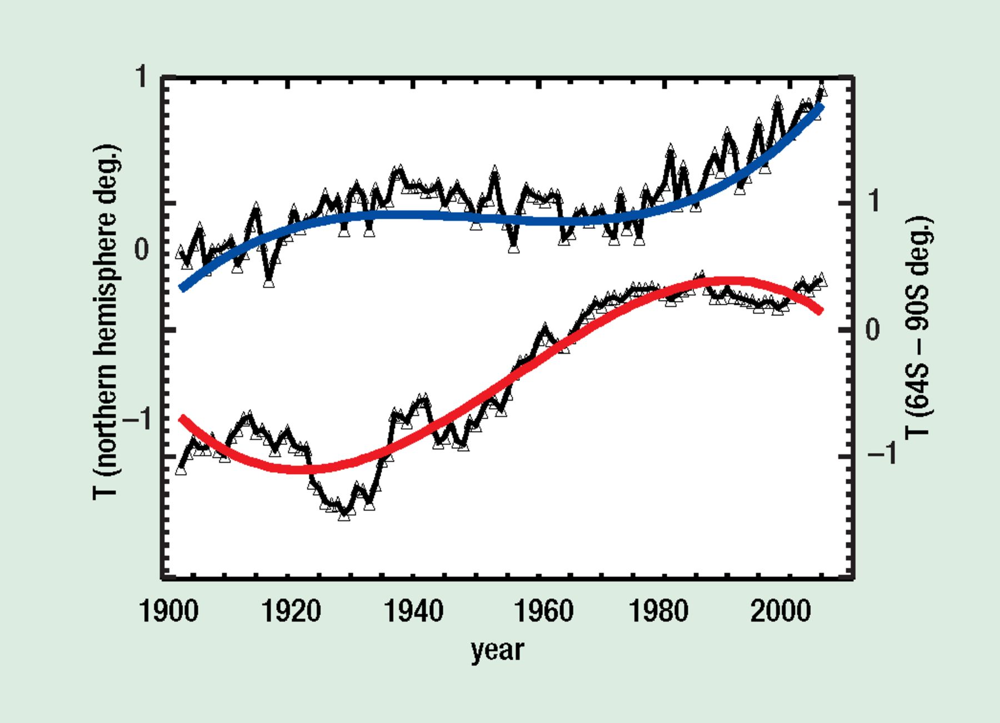 1
0
−1
T (northern hemisphere deg.)
1
0
−1
T (64S – 90S deg.)
1900 1920 1940 1960 1980 2000
year